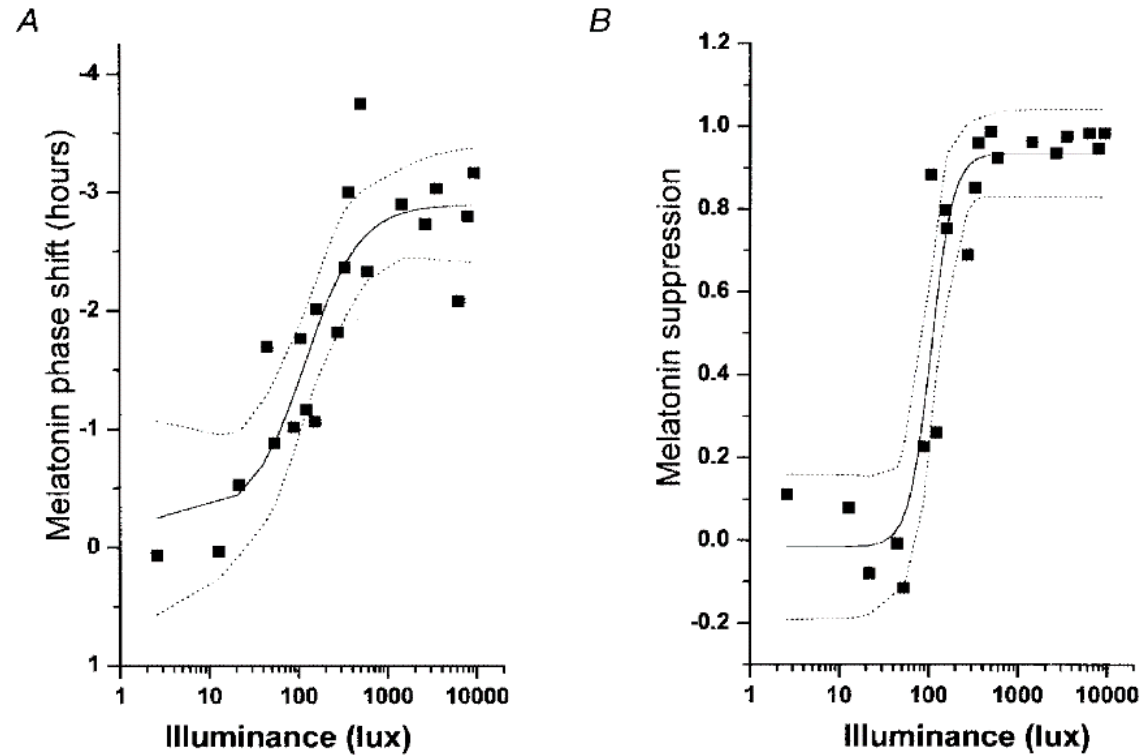 A
Melatonin phase shift (hours)
-4
-3
-2
-1
0
1
1 10 100 1000 10000
Illuminance (lux)
B
Melatonin suppression
1.2
1.0
0.8
0.6
0.4
0.2
0.0
-0.2
1 10 100 1000 10000
Illuminance (lux)